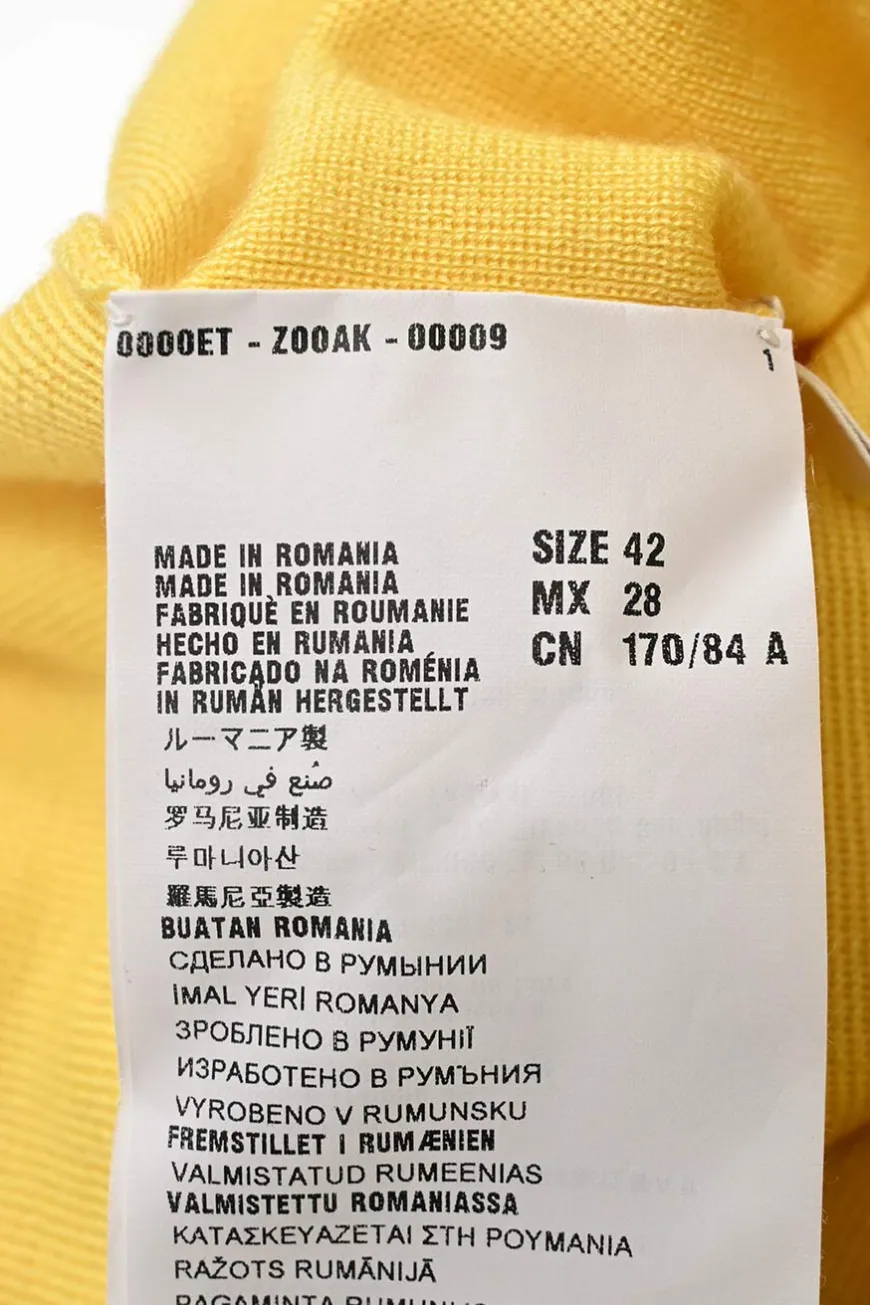 0000ET - Z00AK - 00009
1
MADE IN ROMANIA
MADE IN ROMANIA
FABRIQUÈ EN ROUMANIE
HECHO EN RUMANIA
FABRICADO NA ROMÉNIA
IN RUMÄN HERGESTELLT
SIZE 42
MX 28
CN 170/84 A
ルーマニア製
صُنع في رومانيا
罗马尼亚制造
루마니아산
羅馬尼亞製造
BUATAN ROMANIA
СДЕЛАНО В РУМЫНИИ
İMAL YERİ ROMANYA
ЗРОБЛЕНО В РУМУНІЇ
ИЗРАБОТЕНО В РУМЪНИЯ
VYROBENO V RUMUNSKU
FREMSTILLET I RUMÆNIEN
VALMISTATUD RUMEENIAS
VALMISTETTU ROMANIASSA
ΚΑΤΑΣΚΕΥΑΖΕΤΑΙ ΣΤΗ ΡΟΥΜΑΝΙΑ
RAŽOTS RUMĀNIJĀ
PAGAMINTA